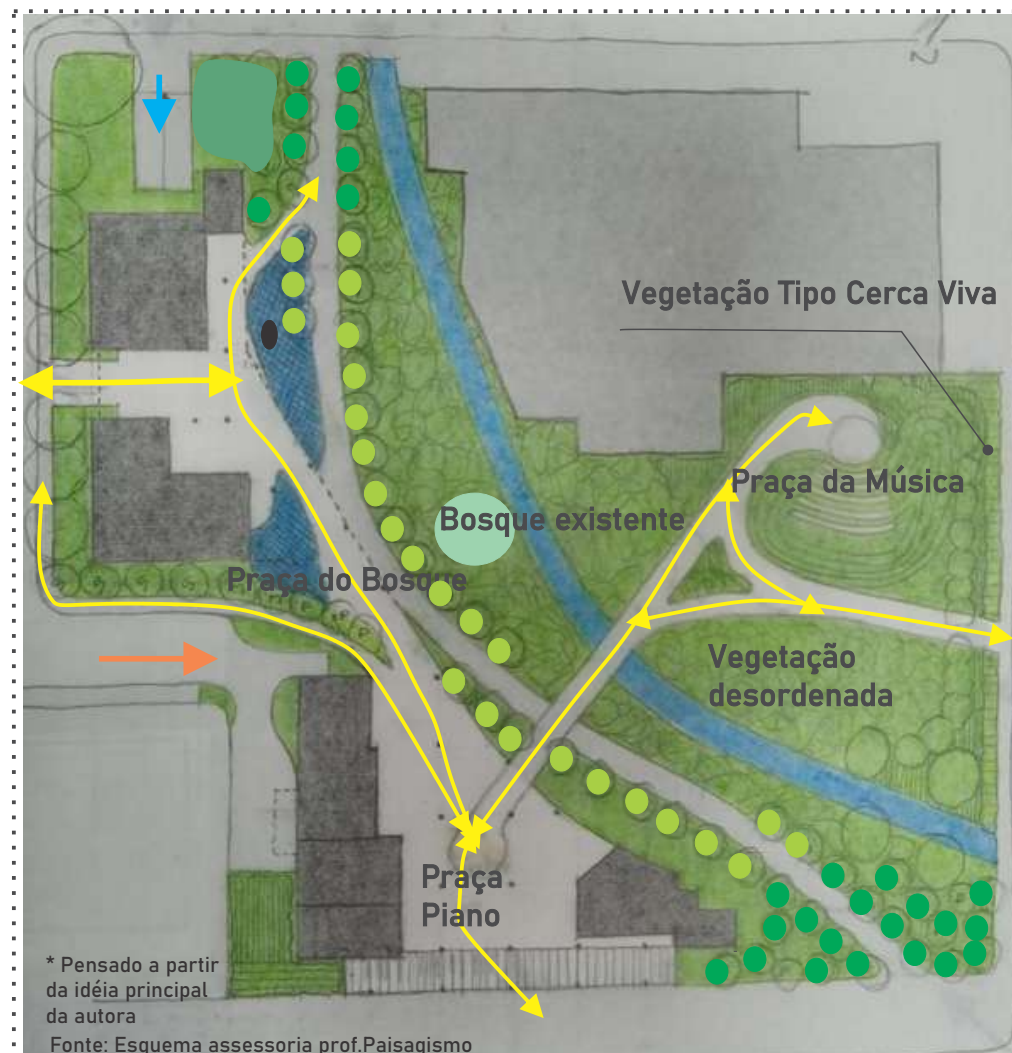 Vegetação Tipo Cerca Viva
Praça da Música
Bosque existente
Praça do Bosque
Vegetação
desordenada
Praça
Piano
* Pensado a partir
da idéia principal
da autora
Fonte: Esquema assessoria prof.Paisagismo